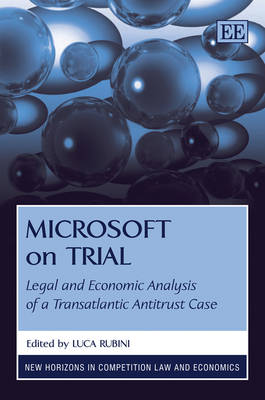 EE
MICROSOFT
on TRIAL
Legal and Economic Analysis
of a Transatlantic Antitrust Case
Edited by LUCA RUBINI
NEW HORIZONS IN COMPETITION LAW AND ECONOMICS